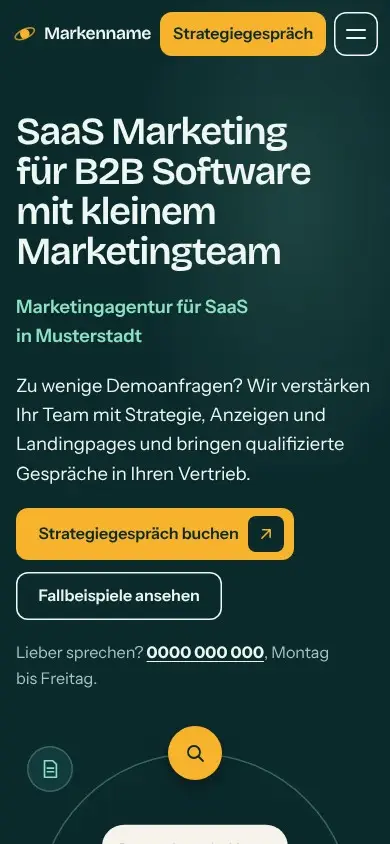 Markenname
Strategiegespräch
SaaS Marketing
für B2B Software
mit kleinem
Marketingteam
Marketingagentur für SaaS
in Musterstadt
Zu wenige Demoanfragen? Wir verstärken
Ihr Team mit Strategie, Anzeigen und
Landingpages und bringen qualifizierte
Gespräche in Ihren Vertrieb.
Strategiegespräch buchen
Fallbeispiele ansehen
Lieber sprechen? 0000 000 000, Montag
bis Freitag.